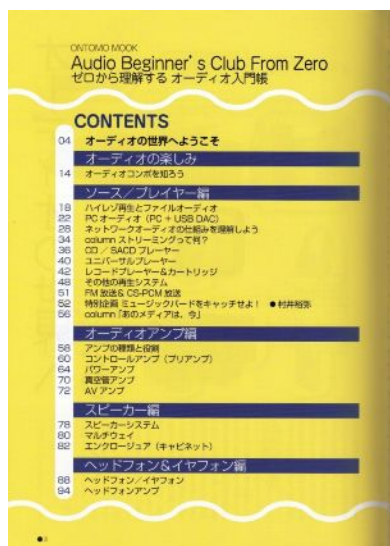 ONTOMO MOOK
Audio Beginner's Club From Zero
ゼロから理解する オーディオ入門帳
CONTENTS
04 オーディオの世界へようこそ
オーディオの楽しみ
14 オーディオコンポを知ろう
ソース／プレイヤー編
18 ハイレゾ再生とファイルオーディオ
22 PCオーディオ（PC + USB DAC）
28 ネットワークオーディオの仕組みを理解しよう
34 column ストリーミングって何？
36 CD／SACDプレーヤー
40 ユニバーサルプレーヤー
42 レコードプレーヤー&カートリッジ
48 その他の再生システム
51 FM放送& CS-PCM放送
52 特別企画 ミュージックバードをキャッチせよ！ ●村井裕弥
56 column「あのメディアは、今」
オーディオアンプ編
58 アンプの種類と役割
60 コントロールアンプ（プリアンプ）
64 パワーアンプ
70 真空管アンプ
72 AVアンプ
スピーカー編
78 スピーカーシステム
80 マルチウェイ
82 エンクロージュア（キャビネット）
ヘッドフォン&イヤフォン編
88 ヘッドフォン／イヤフォン
94 ヘッドフォンアンプ